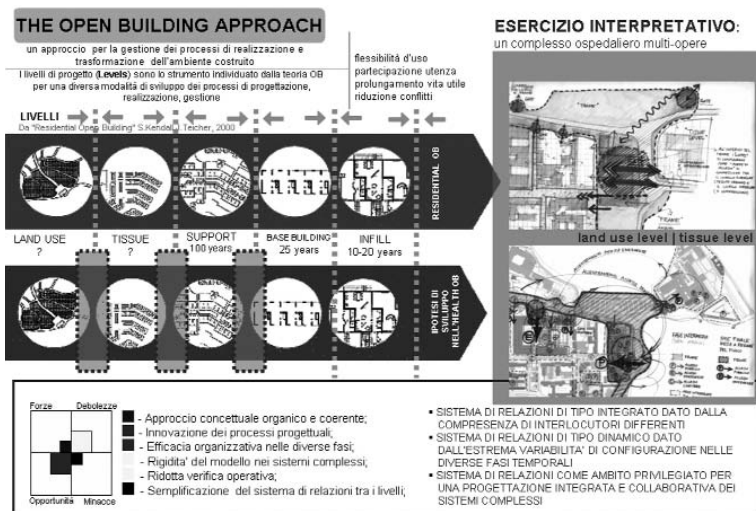 THE OPEN BUILDING APPROACH
un approccio per la gestione dei processi di realizzazione e
trasformazione dell'ambiente costruito
I livelli di progetto (Levels) sono lo strumento individuato dalla teoria OB
per una diversa modalità di sviluppo dei processi di progettazione,
realizzazione, gestione
flessibilità d'uso
partecipazione utenza
prolungamento vita utile
riduzione conflitti
LIVELLI
Da "Residential Open Building" S.Kendall J. Teicher, 2000
RESIDENTIAL OB
LAND USE
?
TISSUE
?
SUPPORT
100 years
BASE BUILDING
25 years
INFILL
10-20 years
IPOTESI DI
SVILUPPO
NELL'HEALTH OB
ESERCIZIO INTERPRETATIVO:
un complesso ospedaliero multi-opere
land use level | tissue level
Forze
Debolezze
Opportunità
Minacce
- Approccio concettuale organico e coerente;
- Innovazione dei processi progettuali;
- Efficacia organizzativa nelle diverse fasi;
- Rigidita' del modello nei sistemi complessi;
- Ridotta verifica operativa;
- Semplificazione del sistema di relazioni tra i livelli;
▪ SISTEMA DI RELAZIONI DI TIPO INTEGRATO DATO DALLA
COMPRESENZA DI INTERLOCUTORI DIFFERENTI
▪ SISTEMA DI RELAZIONI DI TIPO DINAMICO DATO
DALL'ESTREMA VARIABILITA' DI CONFIGURAZIONE NELLE
DIVERSE FASI TEMPORALI
▪ SISTEMA DI RELAZIONI COME AMBITO PRIVILEGIATO PER
UNA PROGETTAZIONE INTEGRATA E COLLABORATIVA DEI
SISTEMI COMPLESSI